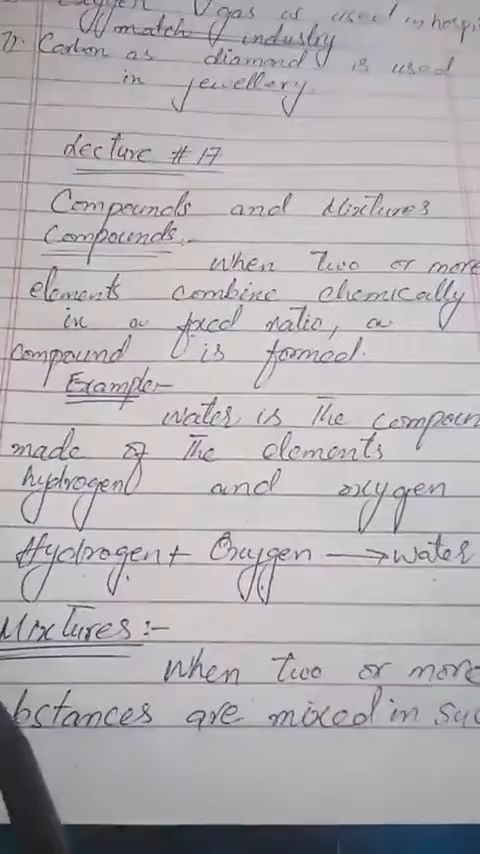 gas is used in hospi
match industry
7. Carbon as diamond is used
in jewellery.
Lecture # 17
Compounds and Mixtures
Compounds.-
When Two or more
elements combine chemically
in a fixed ratio, a
compound is formed.
Example-
Water is The compoun
made of The elements
hydrogen and oxygen
Hydrogen + Oxygen → water
Mixtures:-
When two or more
bstances are mixed in suc